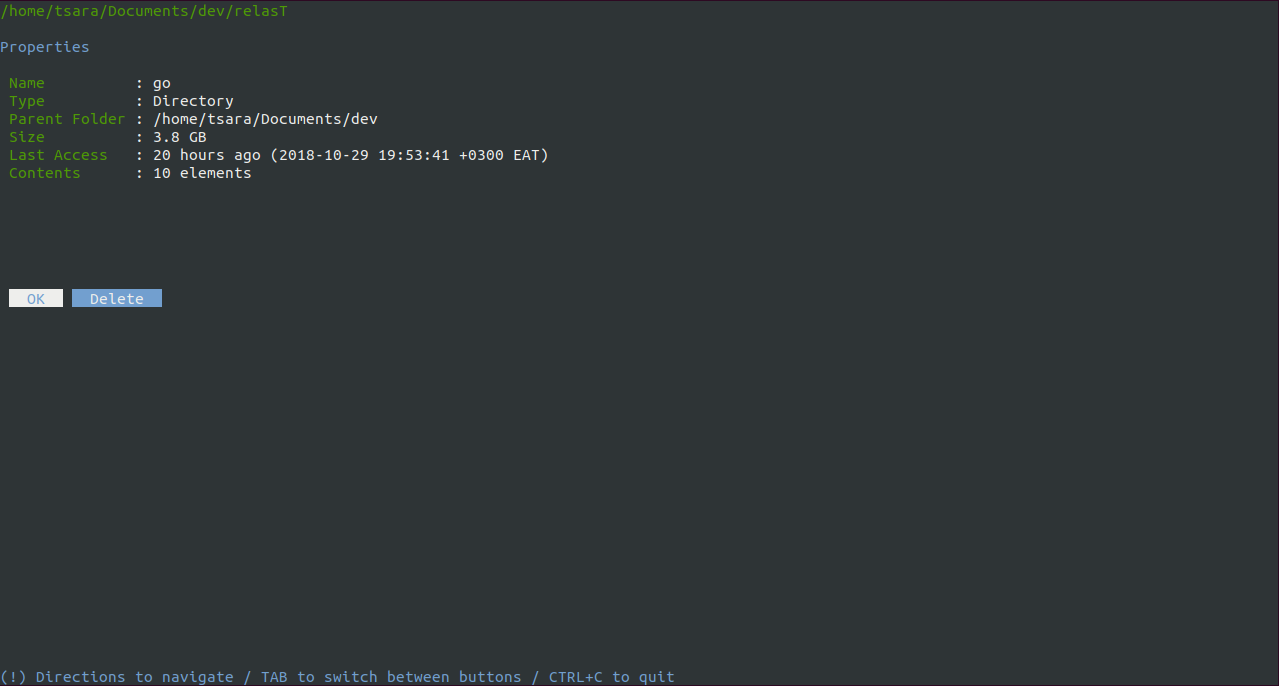 /home/tsara/Documents/dev/relasT
Properties
Name : go
Type : Directory
Parent Folder : /home/tsara/Documents/dev
Size : 3.8 GB
Last Access : 20 hours ago (2018-10-29 19:53:41 +0300 EAT)
Contents : 10 elements
OK Delete
(!) Directions to navigate / TAB to switch between buttons / CTRL+C to quit